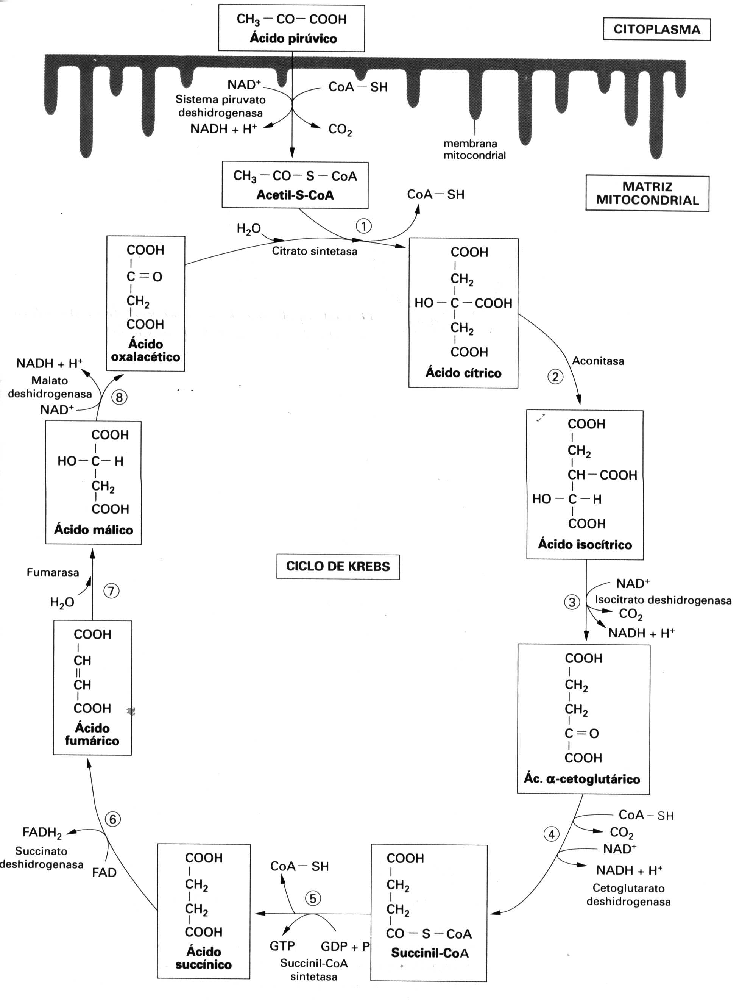 CH₃ — CO — COOH
Ácido pirúvico
CITOPLASMA
NAD⁺
CoA — SH
Sistema piruvato
deshidrogenasa
NADH + H⁺
CO₂
membrana
mitocondrial
CH₃ — CO — S — CoA
Acetil-S-CoA
MATRIZ
MITOCONDRIAL
CoA — SH
1
H₂O
Citrato sintetasa
COOH
C = O
CH₂
COOH
Ácido
oxalacético
COOH
CH₂
HO — C — COOH
CH₂
COOH
Ácido cítrico
Aconitasa
2
NADH + H⁺
Malato
deshidrogenasa
NAD⁺
8
COOH
CH₂
CH — COOH
HO — C — H
COOH
Ácido isocítrico
COOH
HO — C — H
CH₂
COOH
Ácido málico
CICLO DE KREBS
Fumarasa
H₂O
7
NAD⁺
3
Isocitrato deshidrogenasa
CO₂
NADH + H⁺
COOH
CH
CH
COOH
Ácido
fumárico
COOH
CH₂
CH₂
C = O
COOH
Ác. α-cetoglutárico
CoA — SH
4
CO₂
NAD⁺
NADH + H⁺
Cetoglutarato
deshidrogenasa
6
FADH₂
Succinato
deshidrogenasa
FAD
COOH
CH₂
CH₂
COOH
Ácido
succínico
CoA — SH
5
GTP
GDP + P
Succinil-CoA
sintetasa
COOH
CH₂
CH₂
CO — S — CoA
Succinil-CoA